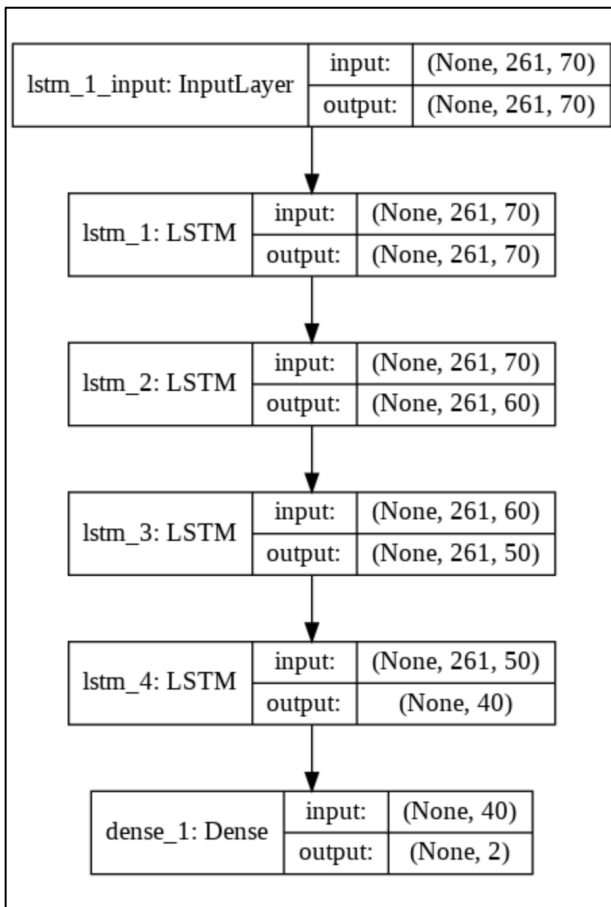 lstm_1_input: InputLayer
input: (None, 261, 70)
output: (None, 261, 70)
lstm_1: LSTM
input: (None, 261, 70)
output: (None, 261, 70)
lstm_2: LSTM
input: (None, 261, 70)
output: (None, 261, 60)
lstm_3: LSTM
input: (None, 261, 60)
output: (None, 261, 50)
lstm_4: LSTM
input: (None, 261, 50)
output: (None, 40)
dense_1: Dense
input: (None, 40)
output: (None, 2)